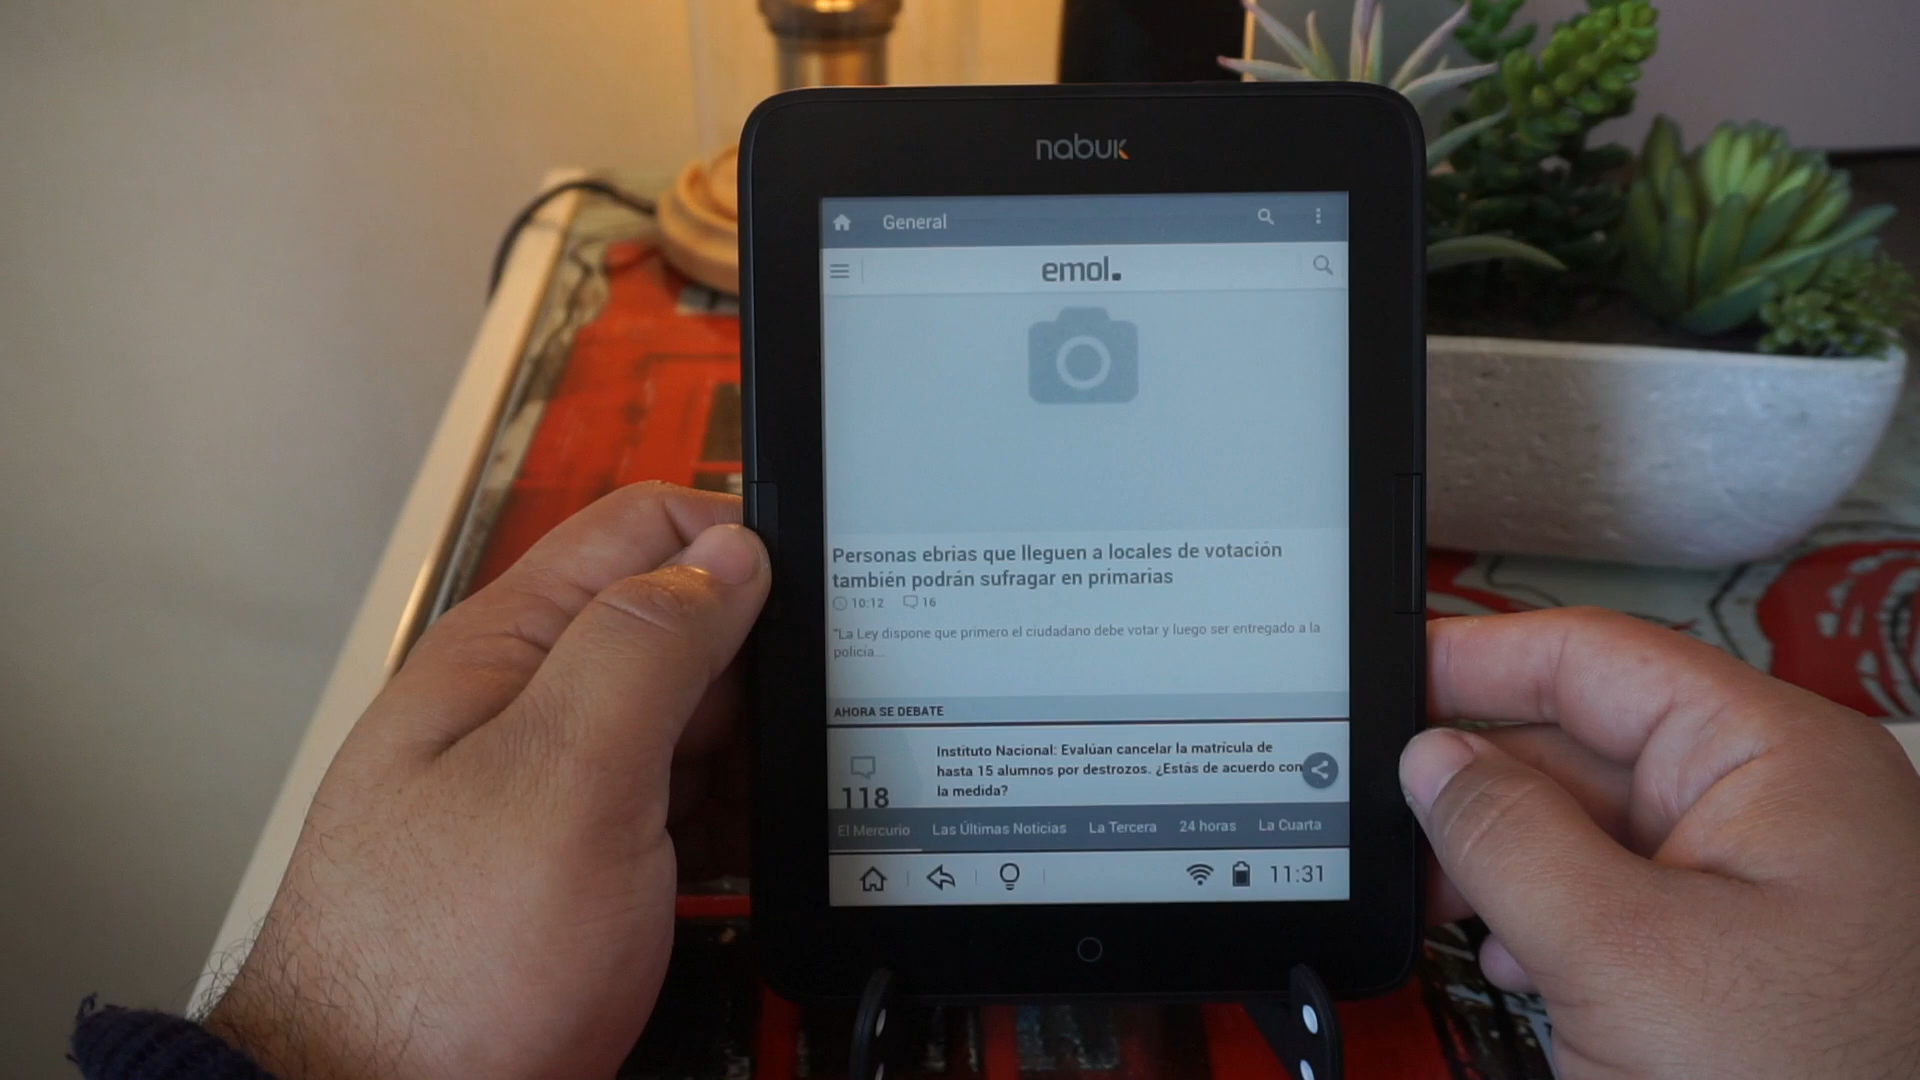 nabuk
General
emol.
Personas ebrias que lleguen a locales de votación
también podrán sufragar en primarias
10:12 16
"La Ley dispone que primero el ciudadano debe votar y luego ser entregado a la
policía...
AHORA SE DEBATE
Instituto Nacional: Evalúan cancelar la matrícula de
hasta 15 alumnos por destrozos. ¿Estás de acuerdo con
la medida?
118
El Mercurio Las Últimas Noticias La Tercera 24 horas La Cuarta
11:31